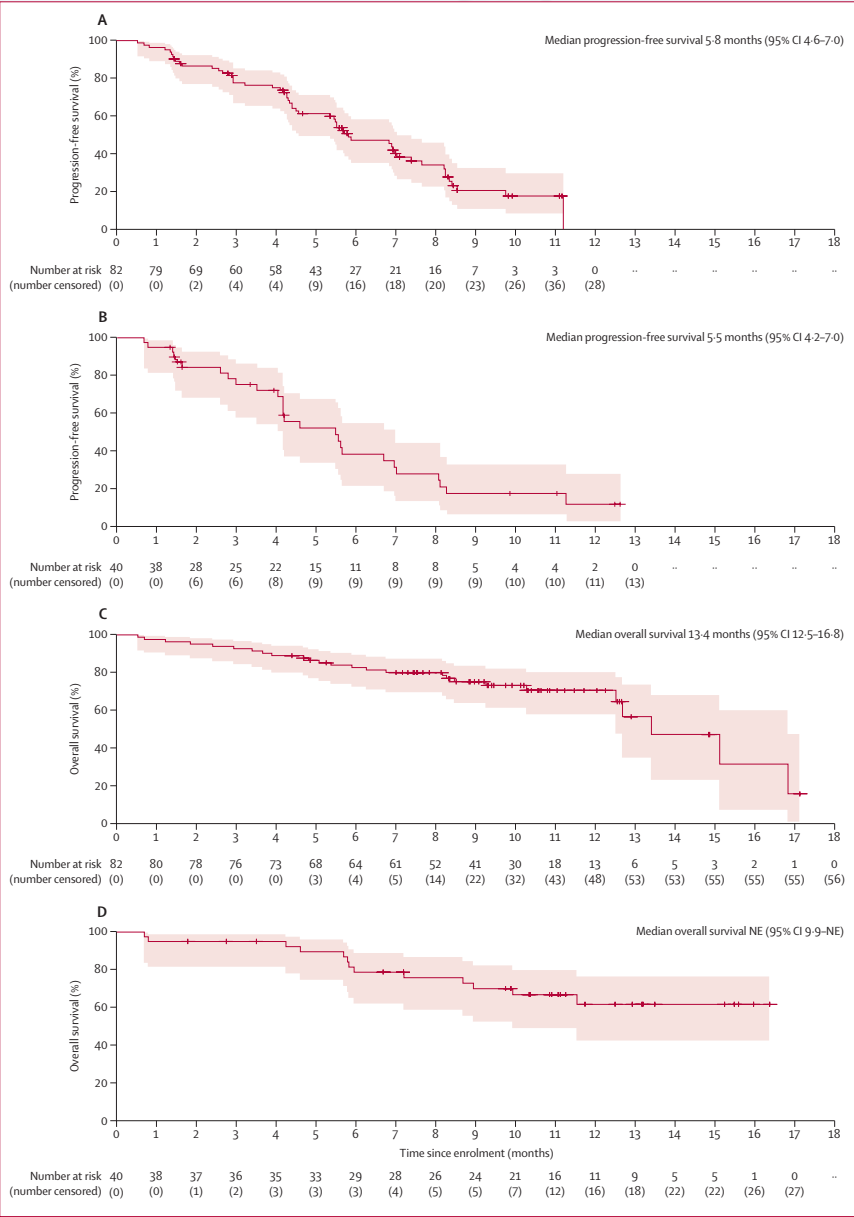 A
Median progression-free survival 5·8 months (95% CI 4·6–7·0)
Progression-free survival (%)
100
80
60
40
20
0
0 1 2 3 4 5 6 7 8 9 10 11 12 13 14 15 16 17 18
Number at risk 82 79 69 60 58 43 27 21 16 7 3 3 0 ·· ·· ·· ·· ·· ··
(number censored) (0) (0) (2) (4) (4) (9) (16) (18) (20) (23) (26) (36) (28)
B
Median progression-free survival 5·5 months (95% CI 4·2–7·0)
Progression-free survival (%)
100
80
60
40
20
0
0 1 2 3 4 5 6 7 8 9 10 11 12 13 14 15 16 17 18
Number at risk 40 38 28 25 22 15 11 8 8 5 4 4 2 0 ·· ·· ·· ·· ··
(number censored) (0) (0) (6) (6) (8) (9) (9) (9) (9) (9) (10) (10) (11) (13)
C
Median overall survival 13·4 months (95% CI 12·5–16·8)
Overall survival (%)
100
80
60
40
20
0
0 1 2 3 4 5 6 7 8 9 10 11 12 13 14 15 16 17 18
Number at risk 82 80 78 76 73 68 64 61 52 41 30 18 13 6 5 3 2 1 0
(number censored) (0) (0) (0) (0) (0) (3) (4) (5) (14) (22) (32) (43) (48) (53) (53) (55) (55) (55) (56)
D
Median overall survival NE (95% CI 9·9–NE)
Overall survival (%)
100
80
60
40
20
0
0 1 2 3 4 5 6 7 8 9 10 11 12 13 14 15 16 17 18
Time since enrolment (months)
Number at risk 40 38 37 36 35 33 29 28 26 24 21 16 11 9 5 5 1 0 ··
(number censored) (0) (0) (1) (2) (3) (3) (3) (4) (5) (5) (7) (12) (16) (18) (22) (22) (26) (27)